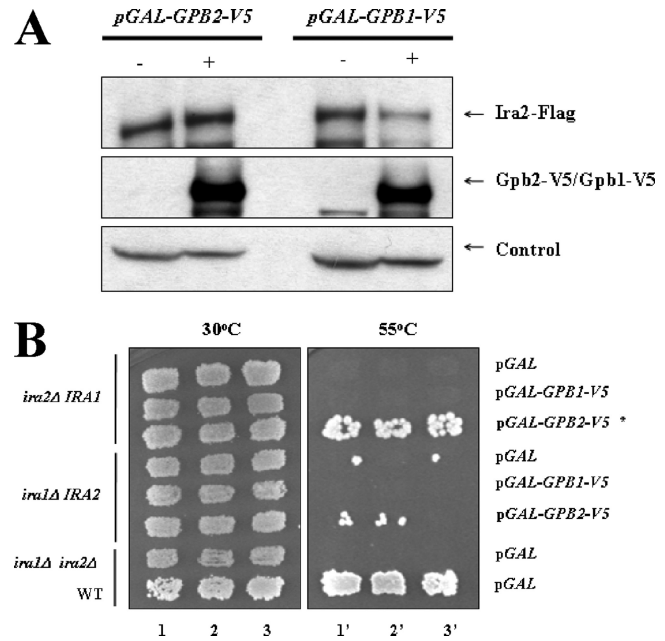 A
pGAL-GPB2-V5 pGAL-GPB1-V5
- + - +
← Ira2-Flag
← Gpb2-V5/Gpb1-V5
← Control
B
30°C 55°C
ira2Δ IRA1
ira1Δ IRA2
ira1Δ ira2Δ
WT
pGAL
pGAL-GPB1-V5
pGAL-GPB2-V5 *
pGAL
pGAL-GPB1-V5
pGAL-GPB2-V5
pGAL
pGAL
1 2 3 1' 2' 3'